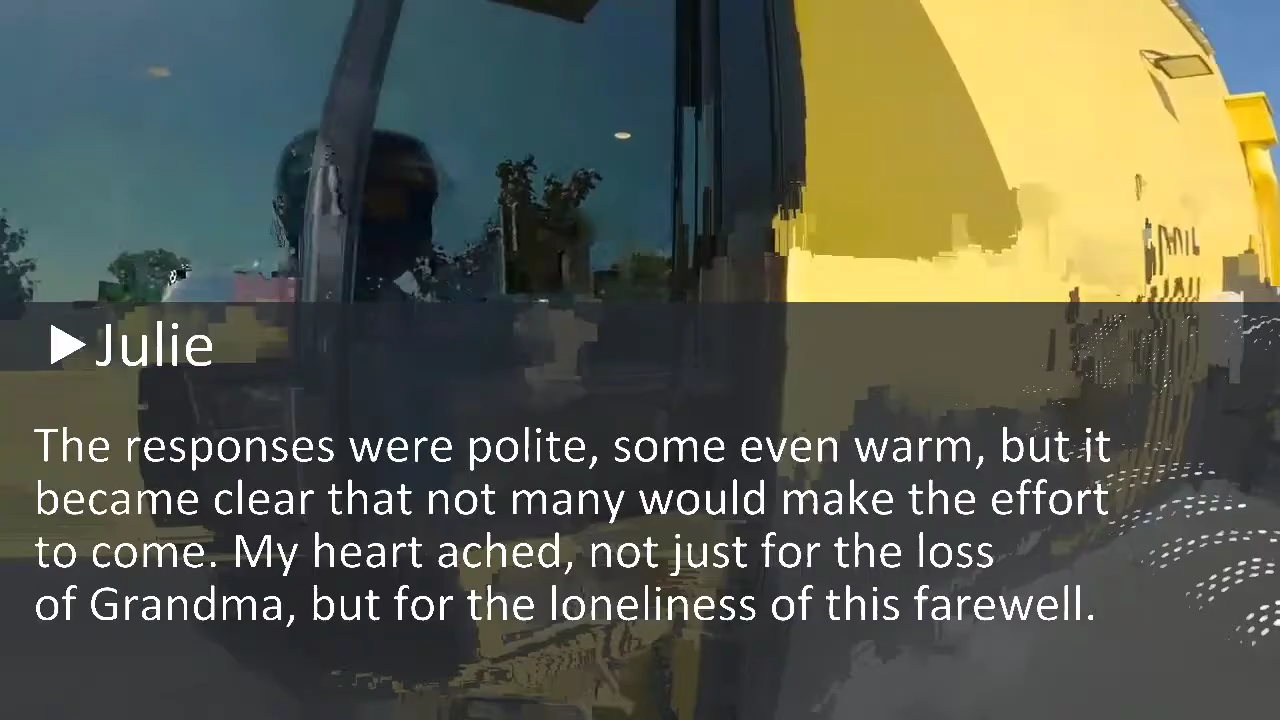 ▶Julie
The responses were polite, some even warm, but it
became clear that not many would make the effort
to come. My heart ached, not just for the loss
of Grandma, but for the loneliness of this farewell.